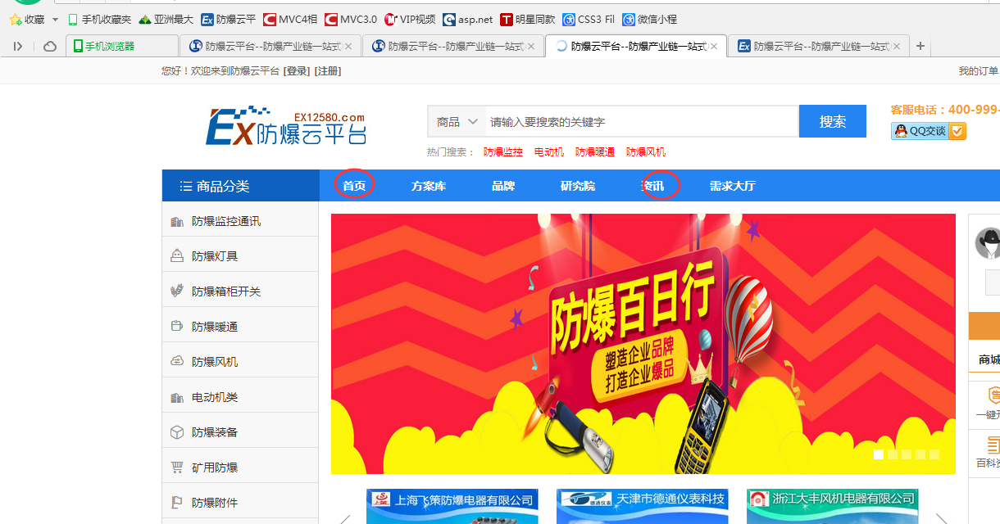 收藏 手机收藏夹 亚洲最大 防爆云平 MVC4相 MVC3.0 VIP视频 asp.net 明星同款 CSS3 Fil 微信小程
手机浏览器 防爆云平台--防爆产业链一站式 防爆云平台--防爆产业链一站式 防爆云平台--防爆产业链一站式 防爆云平台--防爆产业链一站式
您好！欢迎来到防爆云平台 [登录] [注册] 我的订单
EX12580.com
Ex防爆云平台
商品 请输入要搜索的关键字 搜索
客服电话：400-999-
QQ交谈
热门搜索： 防爆监控 电动机 防爆暖通 防爆风机
商品分类 首页 方案库 品牌 研究院 资讯 需求大厅
防爆监控通讯
防爆灯具
防爆箱柜开关
防爆暖通
防爆风机
电动机类
防爆装备
矿用防爆
防爆附件
防爆百日行
塑造企业品牌
打造企业爆品
商城
一键开
百科资
上海飞策防爆电器有限公司 天津市德通仪表科技 浙江大丰风机电器有限公司